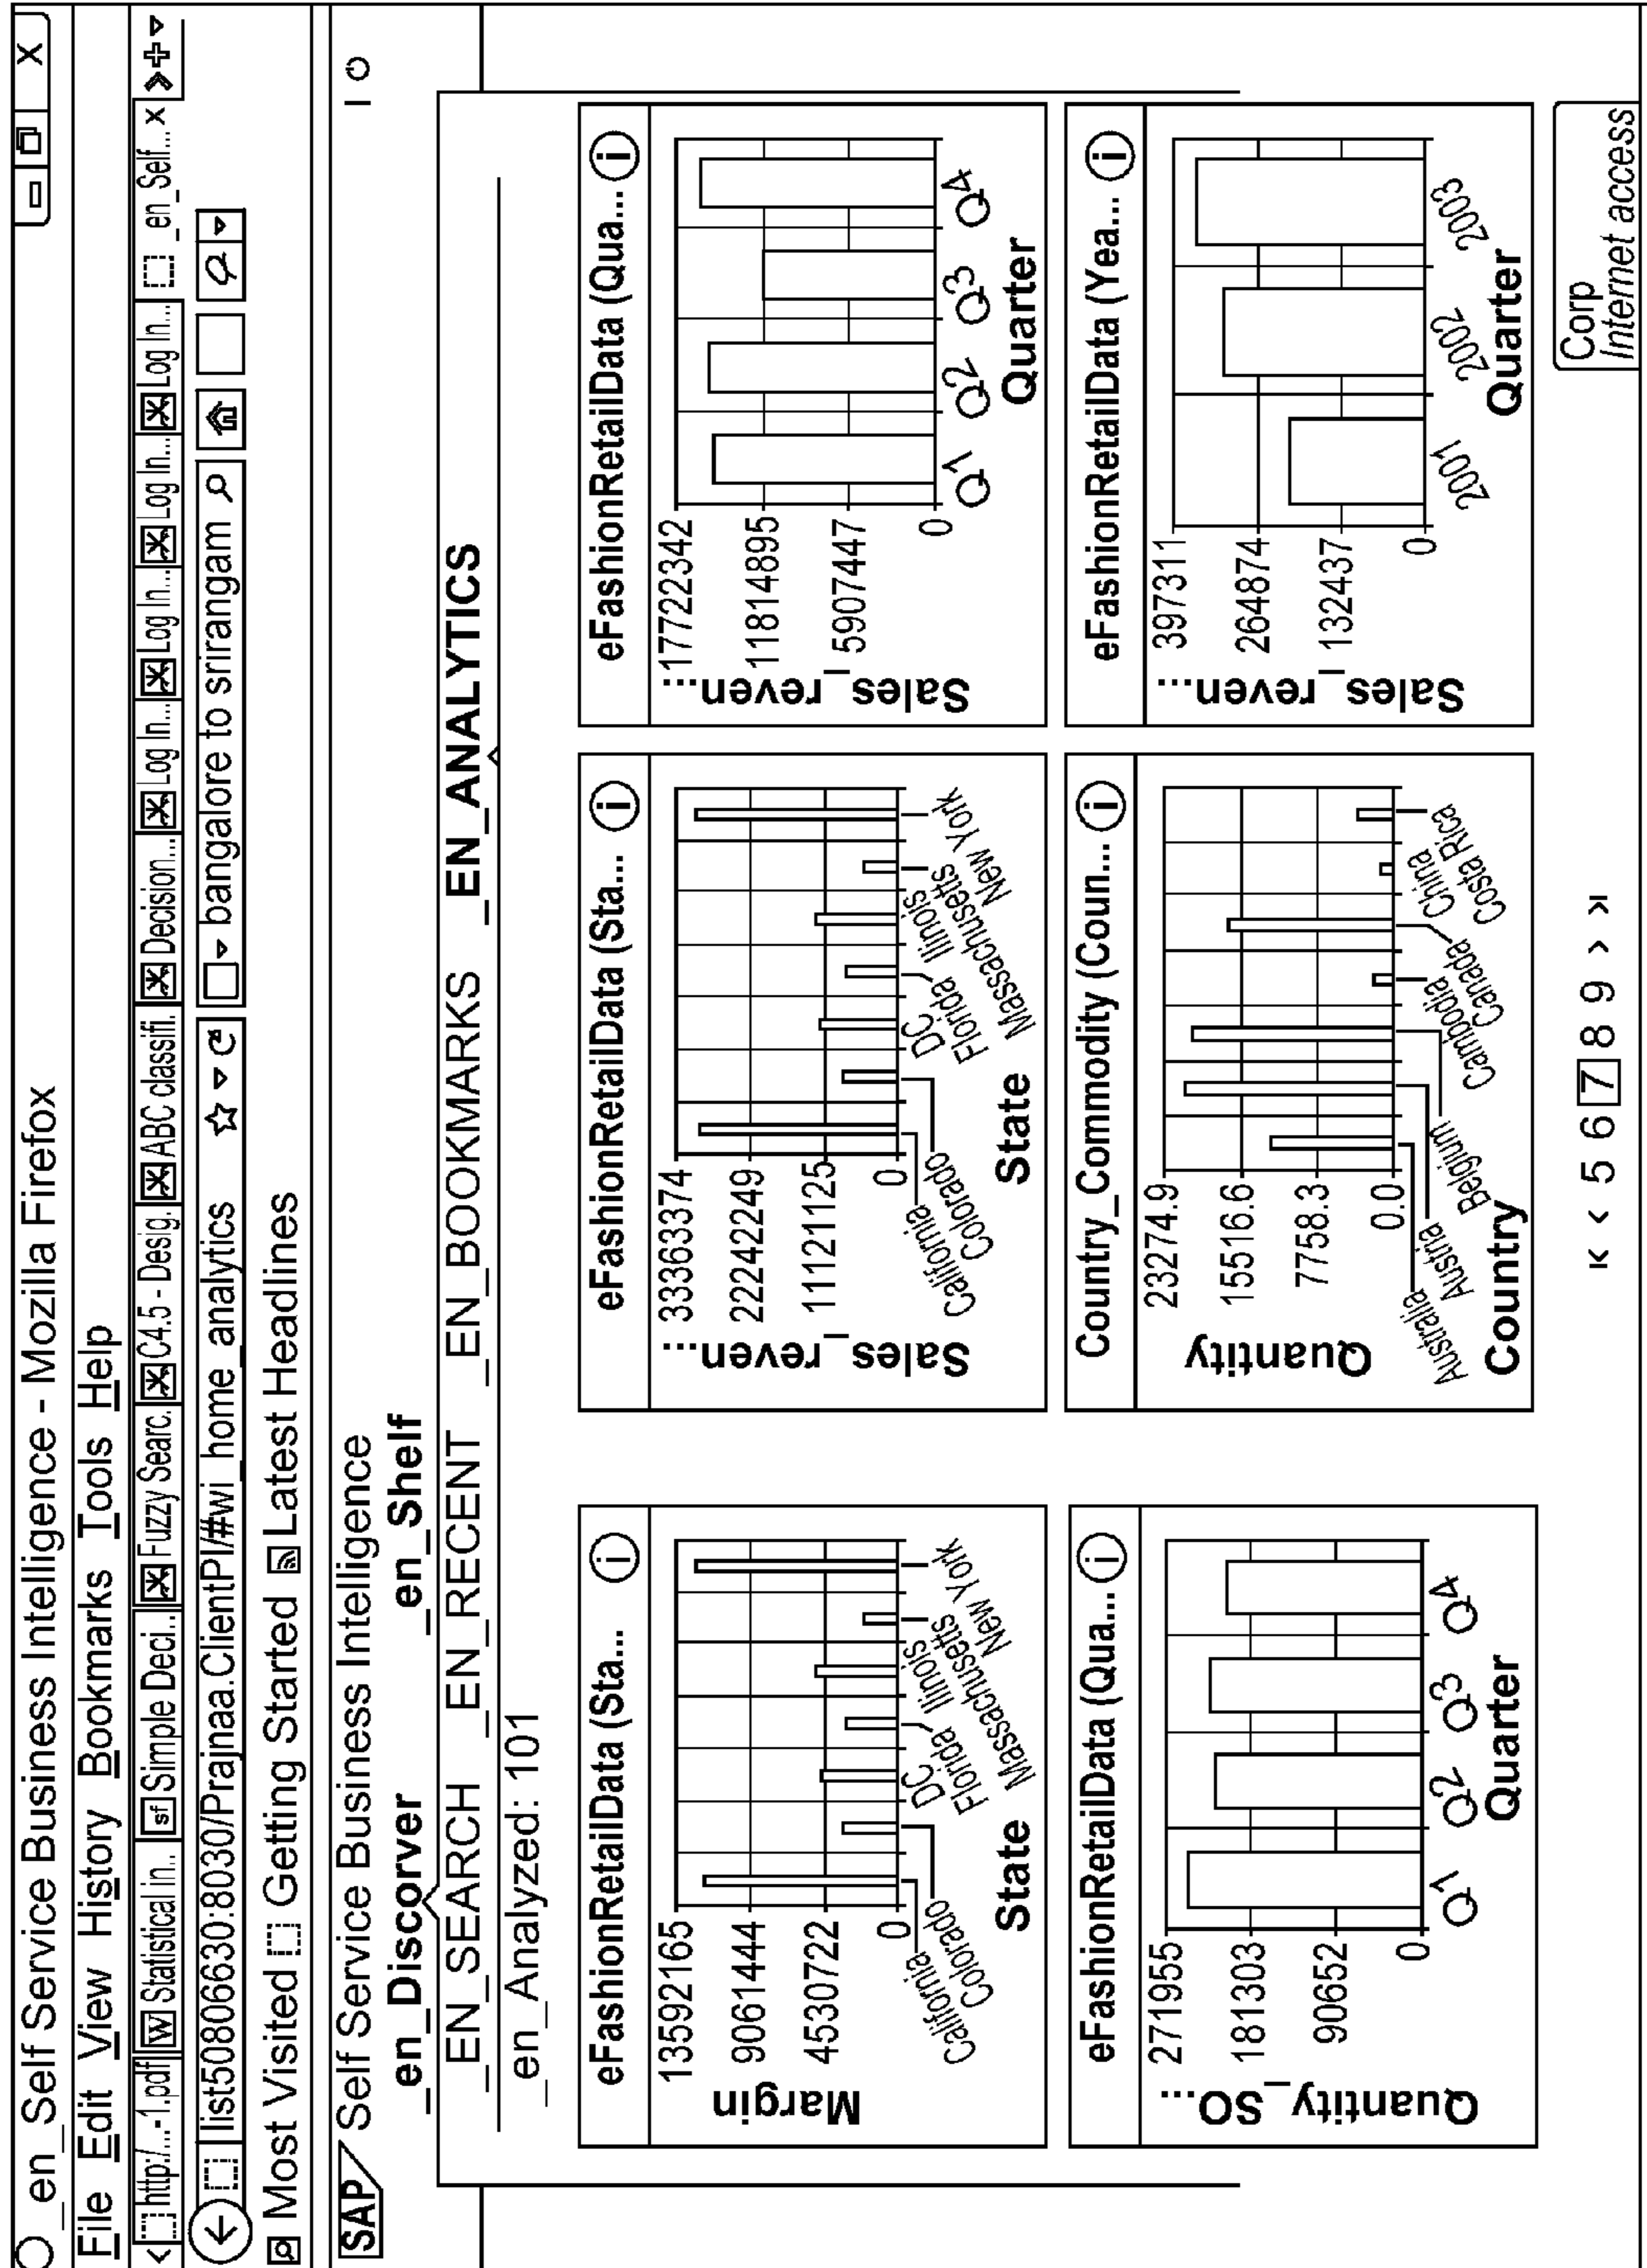 _en_Self Service Business Intelligence - Mozilla Firefox
File Edit View History Bookmarks Tools Help
http:/...-1.pdf W Statistical in.. sf Simple Deci.. Fuzzy Searc. C4.5 - Desig. ABC classifi. Decision... Log In... Log In... Log In... Log In... _en_Self... x
list50806630:8030/Prajnaa.ClientPI/#wi_home_analytics bangalore to srirangam
Most Visited Getting Started Latest Headlines
SAP Self Service Business Intelligence
_en_Discorver _en_Shelf
_EN_SEARCH _EN_RECENT _EN_BOOKMARKS _EN_ANALYTICS
_en_Analyzed: 101
eFashionRetailData (Sta... i
Margin
13592165
9061444
4530722
0
California
Colorado
DC
Florida
Ilinois
Massachusetts
New York
State
eFashionRetailData (Sta... i
Sales_reven...
33363374
22242249
11121125
0
California
Colorado
DC
Florida
Ilinois
Massachusetts
New York
State
eFashionRetailData (Qua... i
Sales_reven...
17722342
11814895
5907447
0
Q1 Q2 Q3 Q4
Quarter
eFashionRetailData (Qua... i
Quantity_SO...
271955
181303
90652
0
Q1 Q2 Q3 Q4
Quarter
Country_Commodity (Coun... i
Quantity
23274.9
15516.6
7758.3
0.0
Australia
Austria
Belgium
Cambodia
Canada
China
Costa Rica
Country
eFashionRetailData (Yea... i
Sales_reven...
397311
264874
132437
0
2001 2002 2003
Quarter
K < 5 6 7 8 9 > >|
Corp
Internet access